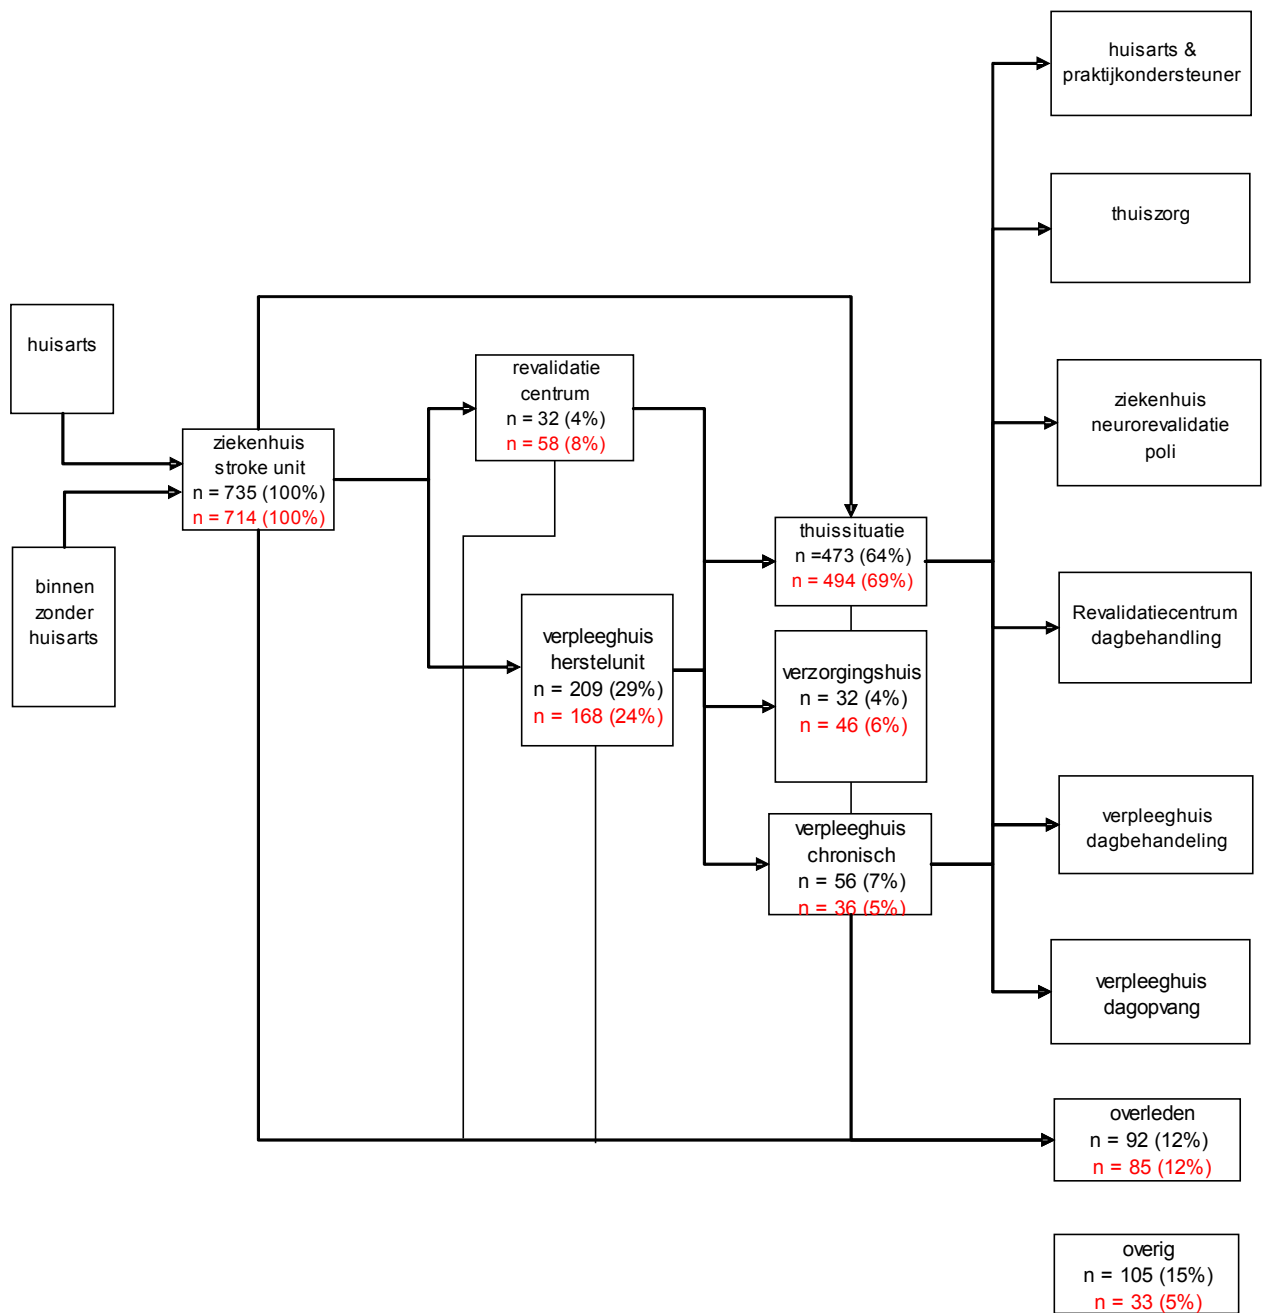 huisarts &
praktijkondersteuner
thuiszorg
huisarts
ziekenhuis
stroke unit
n = 735 (100%)
n = 714 (100%)
binnen
zonder
huisarts
revalidatie
centrum
n = 32 (4%)
n = 58 (8%)
verpleeghuis
herstelunit
n = 209 (29%)
n = 168 (24%)
thuissituatie
n =473 (64%)
n = 494 (69%)
verzorgingshuis
n = 32 (4%)
n = 46 (6%)
verpleeghuis
chronisch
n = 56 (7%)
n = 36 (5%)
ziekenhuis
neurorevalidatie
poli
Revalidatiecentrum
dagbehandling
verpleeghuis
dagbehandeling
verpleeghuis
dagopvang
overleden
n = 92 (12%)
n = 85 (12%)
overig
n = 105 (15%)
n = 33 (5%)